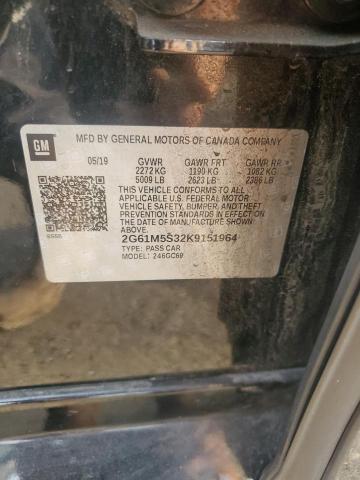 GM
MFD BY GENERAL MOTORS OF CANADA COMPANY
05/19 GVWR GAWR FRT GAWR RR
2272 KG 1190 KG 1082 KG
5009 LB 2623 LB 2386 LB
THIS VEHICLE CONFORMS TO ALL
APPLICABLE U.S. FEDERAL MOTOR
VEHICLE SAFETY, BUMPER, AND THEFT
PREVENTION STANDARDS IN EFFECT ON
THE DATE OF MANUFACTURE SHOWN
ABOVE.
2G61M5S32K9151964
TYPE: PASS CAR
MODEL: 246GC69